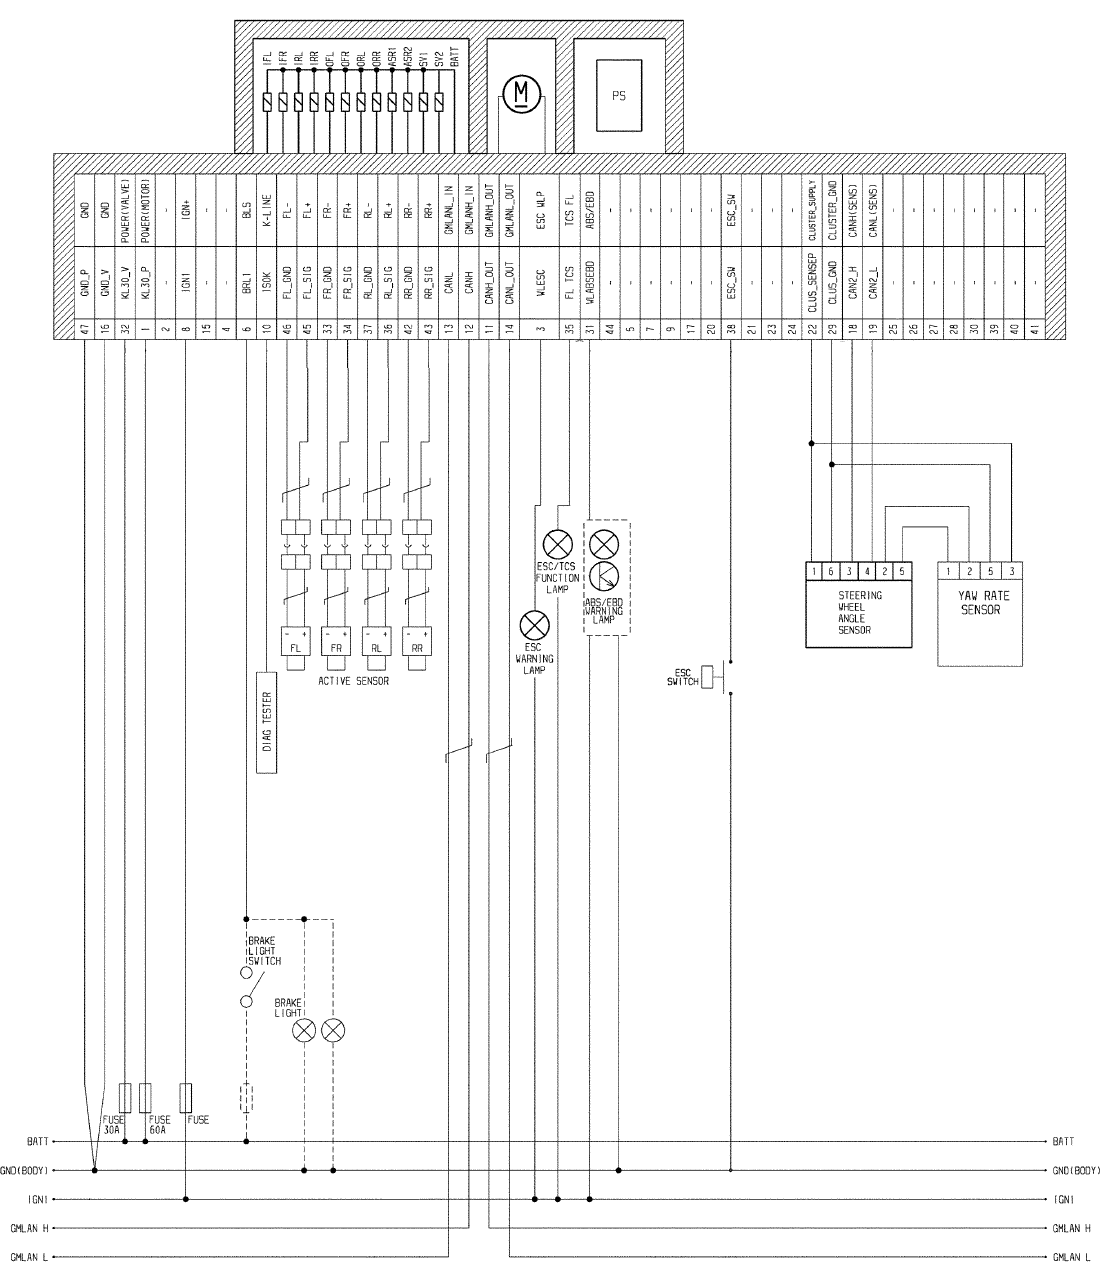 IFL IFR IRL IRR OFL OFR ORL ORR ASR1 ASR2 SV1 SV2 BATT
M
PS
GND GND POWER(VALVE) POWER(MOTOR) - IGN+ - - BLS K-LINE FL- FL+ FR- FR+ RL- RL+ RR- RR+ GMLANL_IN GMLANH_IN GMLANH_OUT GMLANL_OUT ESC WLP TCS FL ABS/EBD - - - - - - ESC_SW - - - CLUSTER_SUPPLY CLUSTER_GND CANH(SENS) CANL(SENS) - - - - - - - -
GND_P GND_V KL30_V KL30_P - IGN1 - - BRL1 ISOK FL_GND FL_SIG FR_GND FR_SIG RL_GND RL_SIG RR_GND RR_SIG CANL CANH CANH_OUT CANL_OUT WLESC FL TCS WLABSEBD - - - - - - ESC_SW - - - CLUS_SENSEP CLUS_GND CAN2_H CAN2_L - - - - - - - -
47 16 32 1 2 8 15 4 6 10 46 45 33 34 37 36 42 43 13 12 11 14 3 35 31 44 5 7 9 17 20 38 21 23 24 22 29 18 19 25 26 27 28 30 39 40 41
ESC/TCS
FUNCTION
LAMP
ABS/EBD
WARNING
LAMP
1 6 3 4 2 5
1 2 5 3
STEERING
WHEEL
ANGLE
SENSOR
YAW RATE
SENSOR
- + - + - + - +
FL FR RL RR
ESC
WARNING
LAMP
ACTIVE SENSOR
ESC
SWITCH
DIAG TESTER
BRAKE
LIGHT
SWITCH
BRAKE
LIGHT
FUSE
30A
FUSE
60A
FUSE
BATT BATT
GND(BODY) GND(BODY)
IGN1 IGN1
GMLAN H GMLAN H
GMLAN L GMLAN L